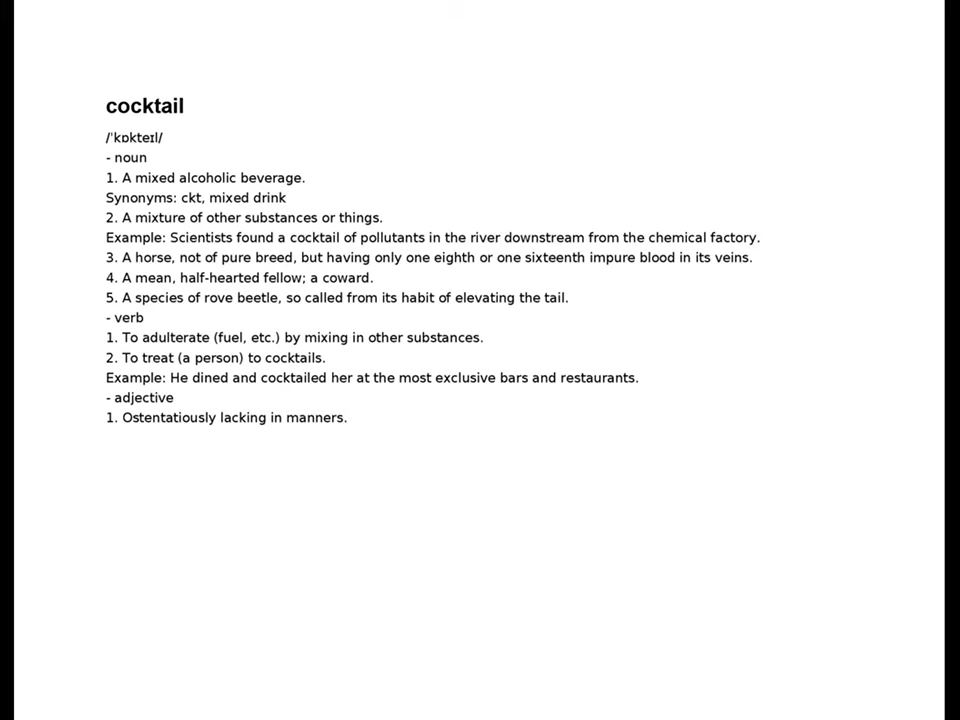 cocktail
/ˈkɒkteɪl/
- noun
1. A mixed alcoholic beverage.
Synonyms: ckt, mixed drink
2. A mixture of other substances or things.
Example: Scientists found a cocktail of pollutants in the river downstream from the chemical factory.
3. A horse, not of pure breed, but having only one eighth or one sixteenth impure blood in its veins.
4. A mean, half-hearted fellow; a coward.
5. A species of rove beetle, so called from its habit of elevating the tail.
- verb
1. To adulterate (fuel, etc.) by mixing in other substances.
2. To treat (a person) to cocktails.
Example: He dined and cocktailed her at the most exclusive bars and restaurants.
- adjective
1. Ostentatiously lacking in manners.